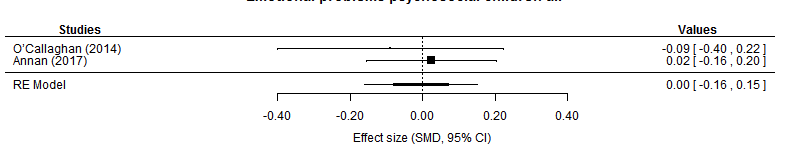 Studies Values
O'Callaghan (2014) -0.09 [ -0.40 , 0.22 ]
Annan (2017) 0.02 [ -0.16 , 0.20 ]
RE Model 0.00 [ -0.16 , 0.15 ]
-0.40 -0.20 0.00 0.20 0.40
Effect size (SMD, 95% CI)